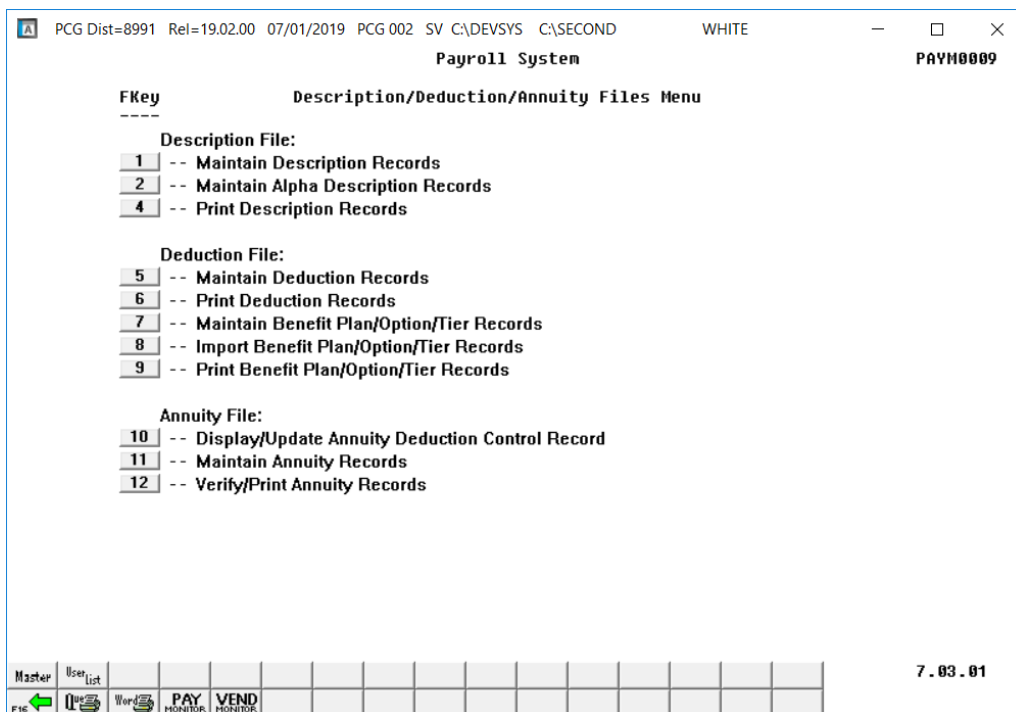 PCG Dist=8991 Rel=19.02.00 07/01/2019 PCG 002 SV C:\DEVSYS C:\SECOND WHITE
Payroll System PAYM0009
FKey Description/Deduction/Annuity Files Menu
----
Description File:
1 -- Maintain Description Records
2 -- Maintain Alpha Description Records
4 -- Print Description Records
Deduction File:
5 -- Maintain Deduction Records
6 -- Print Deduction Records
7 -- Maintain Benefit Plan/Option/Tier Records
8 -- Import Benefit Plan/Option/Tier Records
9 -- Print Benefit Plan/Option/Tier Records
Annuity File:
10 -- Display/Update Annuity Deduction Control Record
11 -- Maintain Annuity Records
12 -- Verify/Print Annuity Records
Master User List 7.03.01
F16 Que Word PAY MONITOR VEND MONITOR